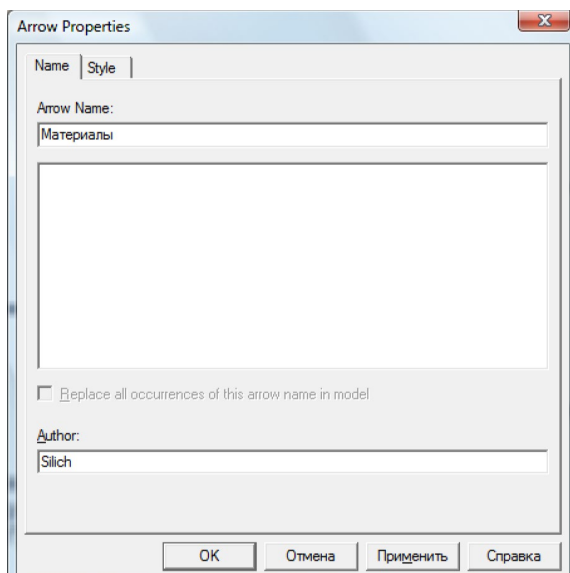 Arrow Properties
Name Style
Arrow Name:
Материалы
Replace all occurrences of this arrow name in model
Author:
Silich
OK Отмена Применить Справка